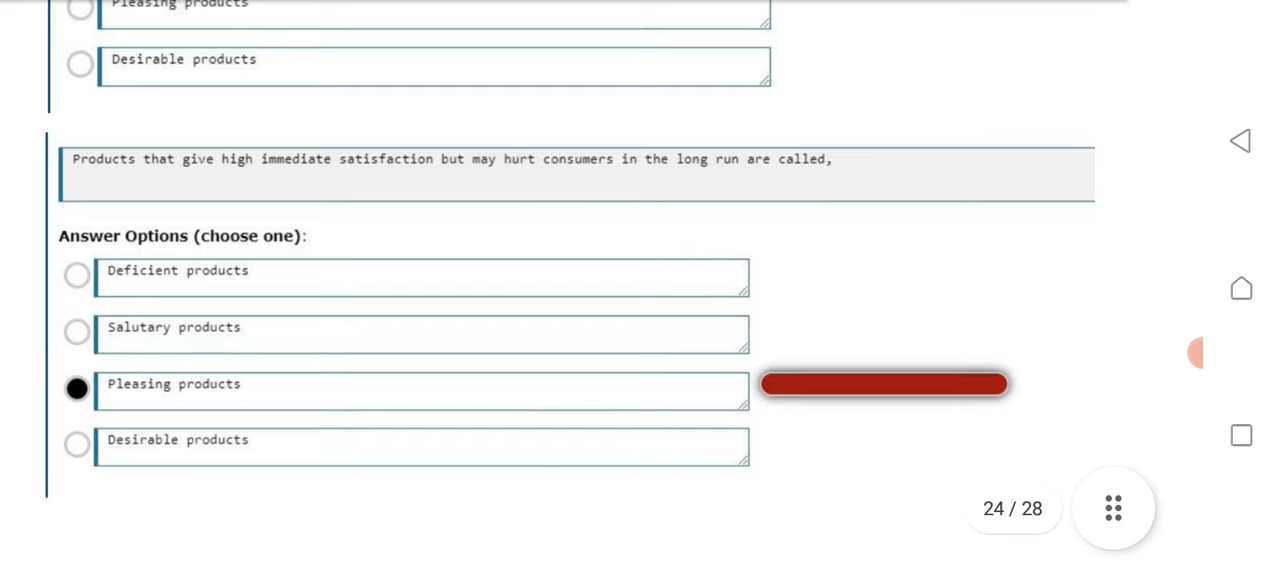 Pleasing products
Desirable products
Products that give high immediate satisfaction but may hurt consumers in the long run are called,
Answer Options (choose one):
Deficient products
Salutary products
Pleasing products
Desirable products
24 / 28